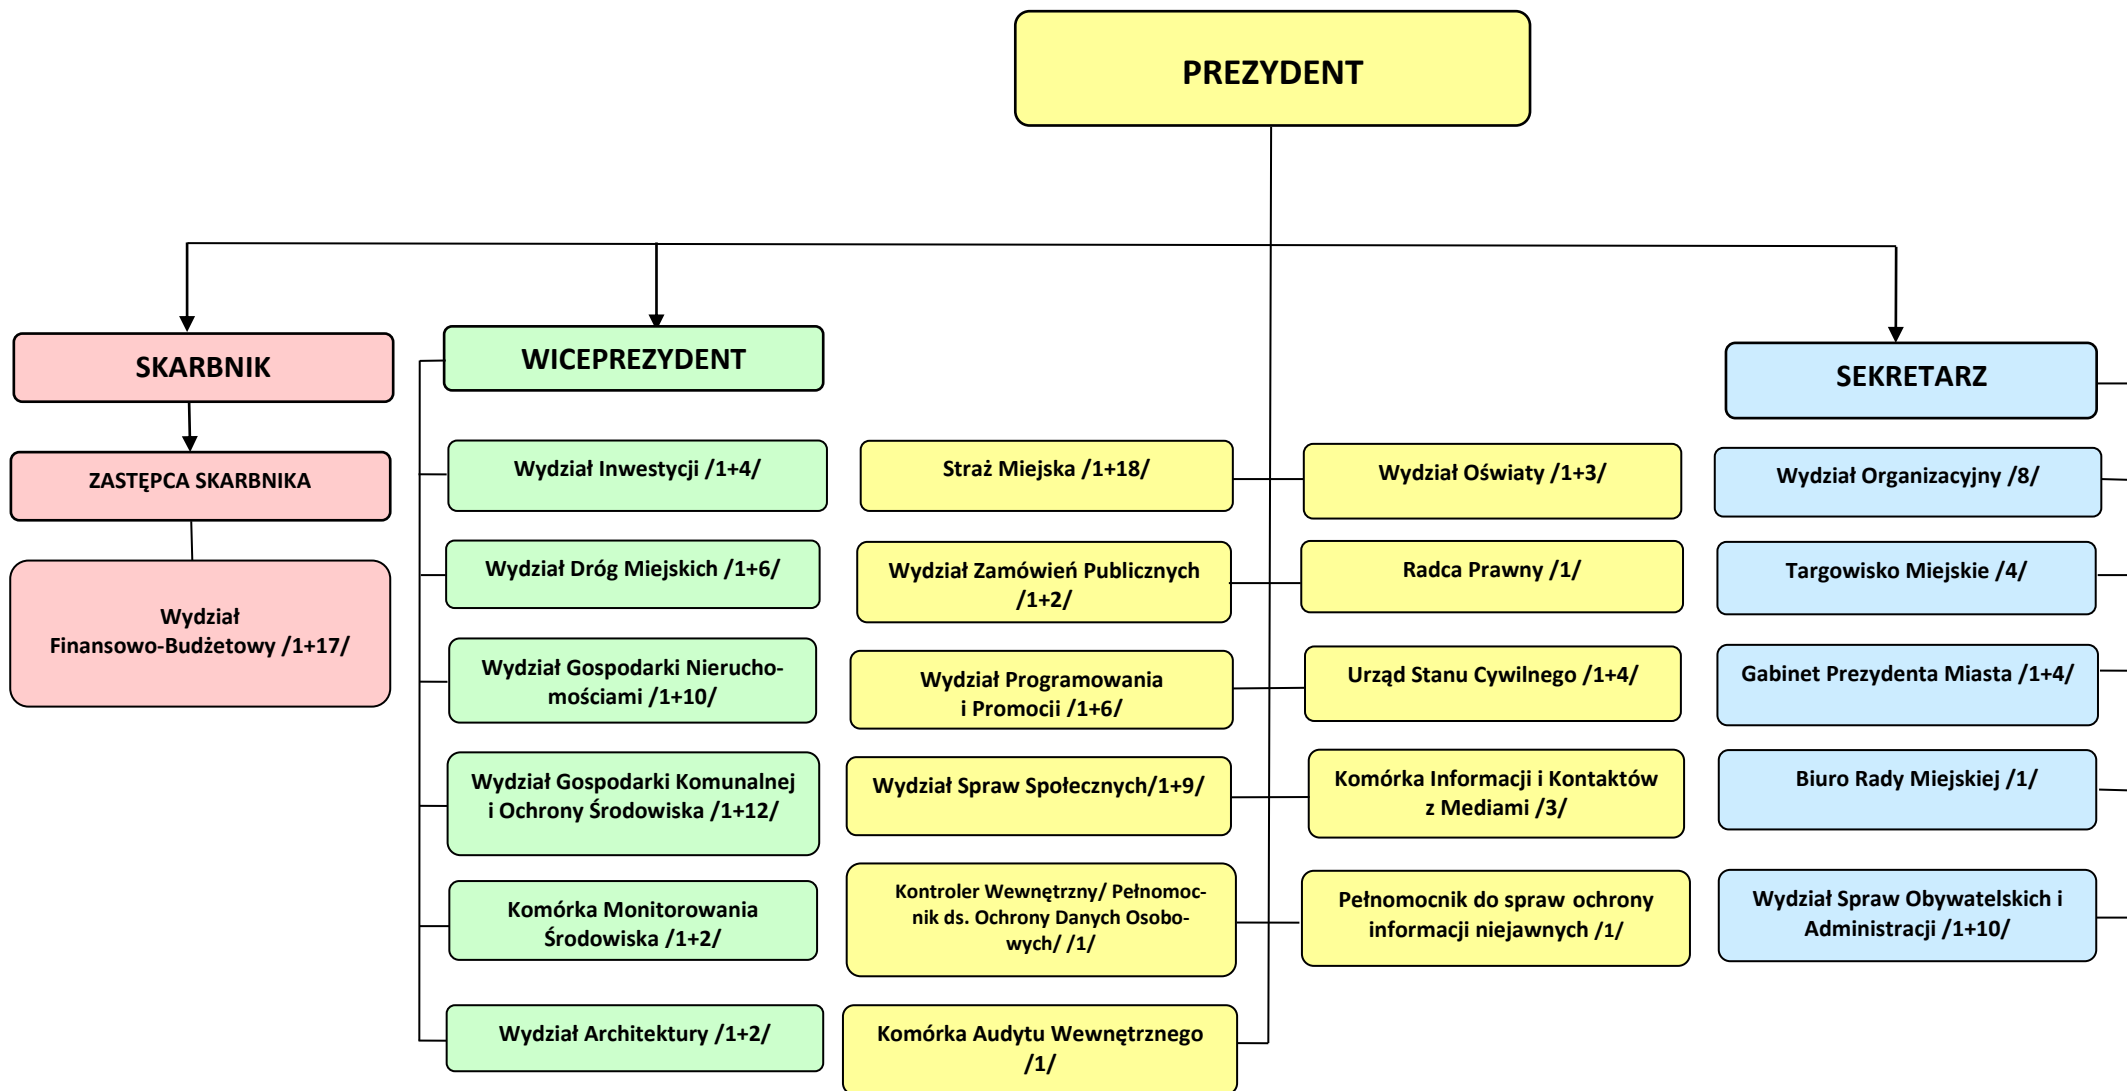 PREZYDENT
SKARBNIK
WICEPREZYDENT
SEKRETARZ
ZASTĘPCA SKARBNIKA
Wydział
Finansowo-Budżetowy /1+17/
Wydział Inwestycji /1+4/
Wydział Dróg Miejskich /1+6/
Wydział Gospodarki Nierucho-
mościami /1+10/
Wydział Gospodarki Komunalnej
i Ochrony Środowiska /1+12/
Komórka Monitorowania
Środowiska /1+2/
Wydział Architektury /1+2/
Straż Miejska /1+18/
Wydział Zamówień Publicznych
/1+2/
Wydział Programowania
i Promocji /1+6/
Wydział Spraw Społecznych/1+9/
Kontroler Wewnętrzny/ Pełnomoc-
nik ds. Ochrony Danych Osobo-
wych/ /1/
Komórka Audytu Wewnętrznego
/1/
Wydział Oświaty /1+3/
Radca Prawny /1/
Urząd Stanu Cywilnego /1+4/
Komórka Informacji i Kontaktów
z Mediami /3/
Pełnomocnik do spraw ochrony
informacji niejawnych /1/
Wydział Organizacyjny /8/
Targowisko Miejskie /4/
Gabinet Prezydenta Miasta /1+4/
Biuro Rady Miejskiej /1/
Wydział Spraw Obywatelskich i
Administracji /1+10/